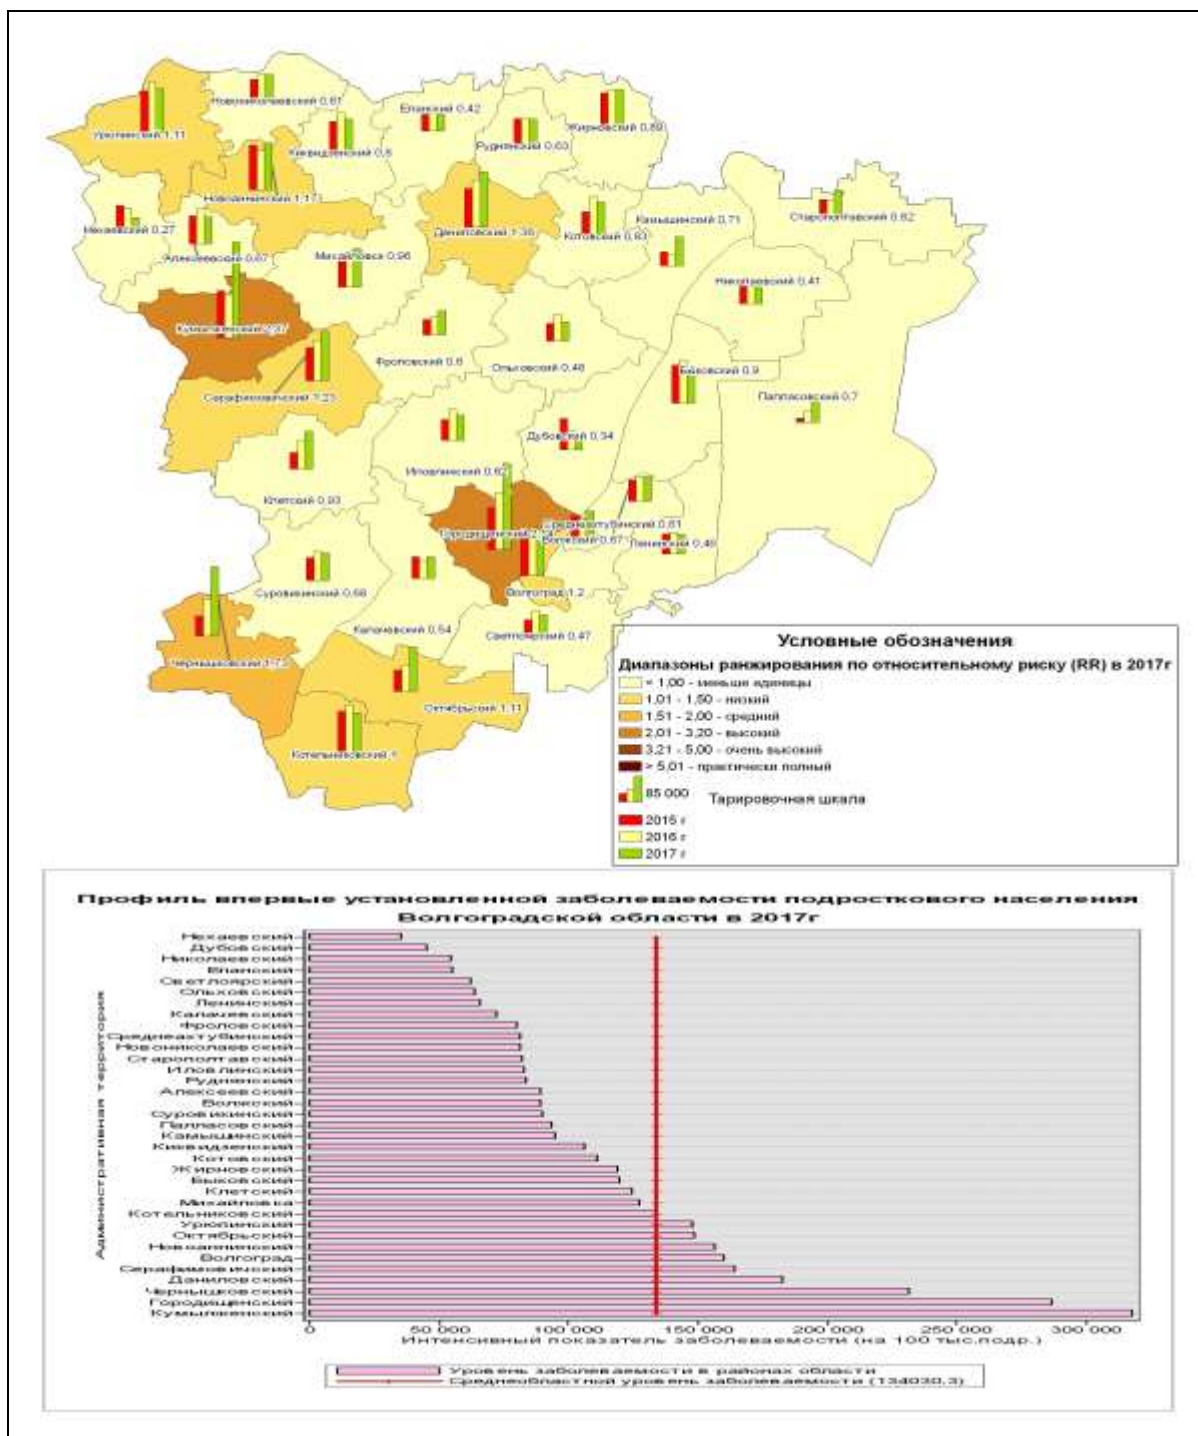 Новониколаевский 0,61
Еланский 0,42
Урюпинский 1,11
Киквидзенский 0,8
Руднянский 0,63
Жирновский 0,89
Новоаннинский 1,17
Нехаевский 0,27
Даниловский 1,36
Котовский 0,83
Камышинский 0,71
Старополтавский 0,62
Алексеевский 0,67
Михайловка 0,96
Николаевский 0,41
Кумылженский 2,37
Фроловский 0,6
Ольховский 0,48
Быковский 0,9
Серафимовичский 1,23
Палласовский 0,7
Дубовский 0,34
Иловлинский 0,62
Клетский 0,93
Среднеахтубинский 0,61
Городищенский
Волжский 0,67
Ленинский 0,49
Суровикинский 0,68
Волгоград 1,2
Калачевский 0,54
Светлоярский 0,47
Чернышковский 1,73
Октябрьский 1,11
Котельниковский 1
Условные обозначения
Диапазоны ранжирования по относительному риску (RR) в 2017г
< 1,00 - меньше единицы
1,01 - 1,50 - низкий
1,51 - 2,00 - средний
2,01 - 3,20 - высокий
3,21 - 5,00 - очень высокий
> 5,01 - практически полный
85 000 Тарировочная шкала
2015 г
2016 г
2017 г
Профиль впервые установленной заболеваемости подросткового населения
Волгоградской области в 2017г
Административная территория
Нехаевский
Дубовский
Николаевский
Еланский
Светлоярский
Ольховский
Ленинский
Калачевский
Фроловский
Среднеахтубинский
Новониколаевский
Старополтавский
Иловлинский
Руднянский
Алексеевский
Волжский
Суровикинский
Палласовский
Камышинский
Киквидзенский
Котовский
Жирновский
Быковский
Клетский
Михайловка
Котельниковский
Урюпинский
Октябрьский
Новоаннинский
Волгоград
Серафимовичский
Даниловский
Чернышковский
Городищенский
Кумылженский
0 50 000 100 000 150 000 200 000 250 000 300 000
Интенсивный показатель заболеваемости (на 100 тыс.подр.)
Уровень заболеваемости в районах области
Среднеобластной уровень заболеваемости (134030,3)